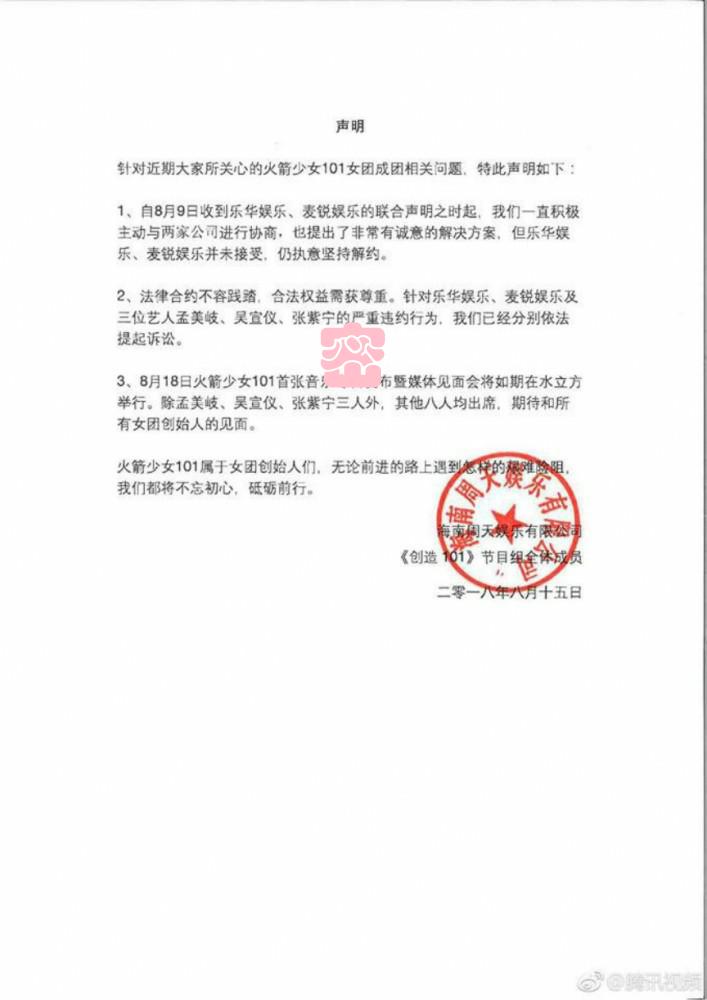 声明
针对近期大家所关心的火箭少女101女团成团相关问题，特此声明如下：
1、自8月9日收到乐华娱乐、麦锐娱乐的联合声明之时起，我们一直积极
主动与两家公司进行协商，也提出了非常有诚意的解决方案，但乐华娱
乐、麦锐娱乐并未接受，仍执意坚持解约。
2、法律合约不容践踏，合法权益需获尊重。针对乐华娱乐、麦锐娱乐及
三位艺人孟美岐、吴宣仪、张紫宁的严重违约行为，我们已经分别依法
提起诉讼。
3、8月18日火箭少女101首张音乐 布暨媒体见面会将如期在水立方
举行。除孟美岐、吴宣仪、张紫宁三人外，其他八人均出席，期待和所
有女团创始人的见面。
火箭少女101属于女团创始人们，无论前进的路上遇到怎样的艰难险阻，
我们都将不忘初心，砥砺前行。
海南周天娱乐有限公司
海南周天娱乐有限公司
《创造101》节目组全体成员
二零一八年八月十五日
@腾讯视频